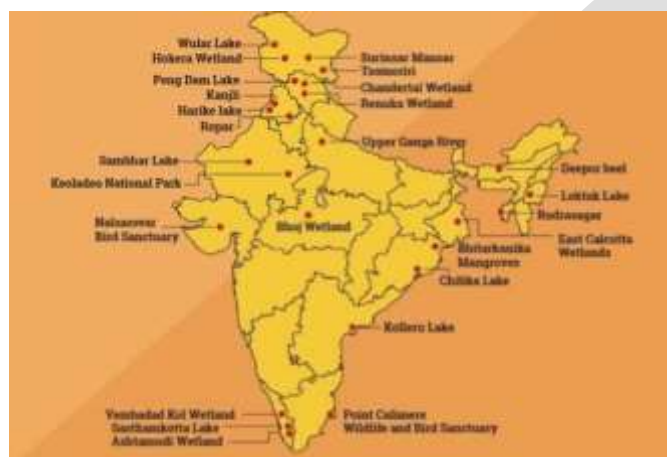 Wular Lake
Hokera Wetland
Surinsar Mansar
Tsomoriri
Pong Dam Lake
Chandertal Wetland
Kanjli
Renuka Wetland
Harike lake
Ropar
Upper Ganga River
Sambhar Lake
Keoladeo National Park
Deepor beel
Loktak Lake
Rudrasagar
Nalsarovar
Bird Sanctuary
Bhoj Wetland
East Calcutta
Wetlands
Bhitarkanika
Mangroves
Chilika Lake
Kolleru Lake
Vembadad Kol Wetland
Sasthamkotta Lake
Ashtamudi Wetland
Point Calimere
Wildlife and Bird Sanctuary